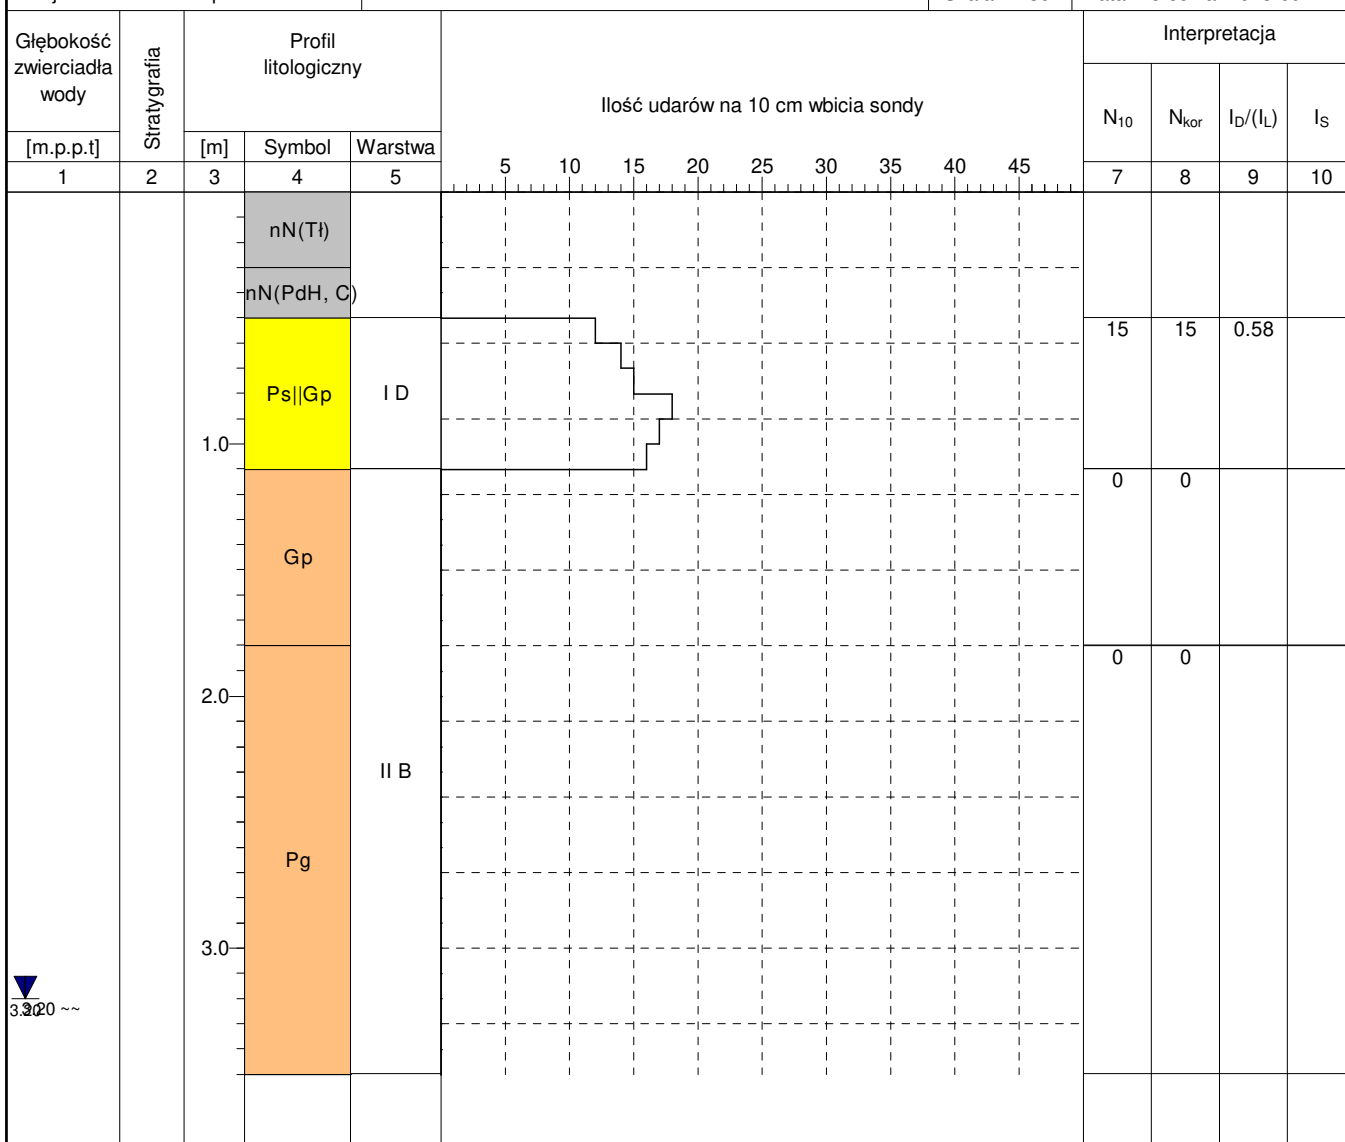 Głębokość
zwierciadła
wody
[m.p.p.t]
Stratygrafia
Profil
litologiczny
[m]
Symbol
Warstwa
Ilość udarów na 10 cm wbicia sondy
5 10 15 20 25 30 35 40 45
Interpretacja
N10
Nkor
ID/(IL)
IS
1 2 3 4 5 7 8 9 10
nN(Tł)
nN(PdH, C)
15 15 0.58
Ps||Gp
I D
1.0
0 0
Gp
0 0
2.0
II B
Pg
3.0
3.20 ~~